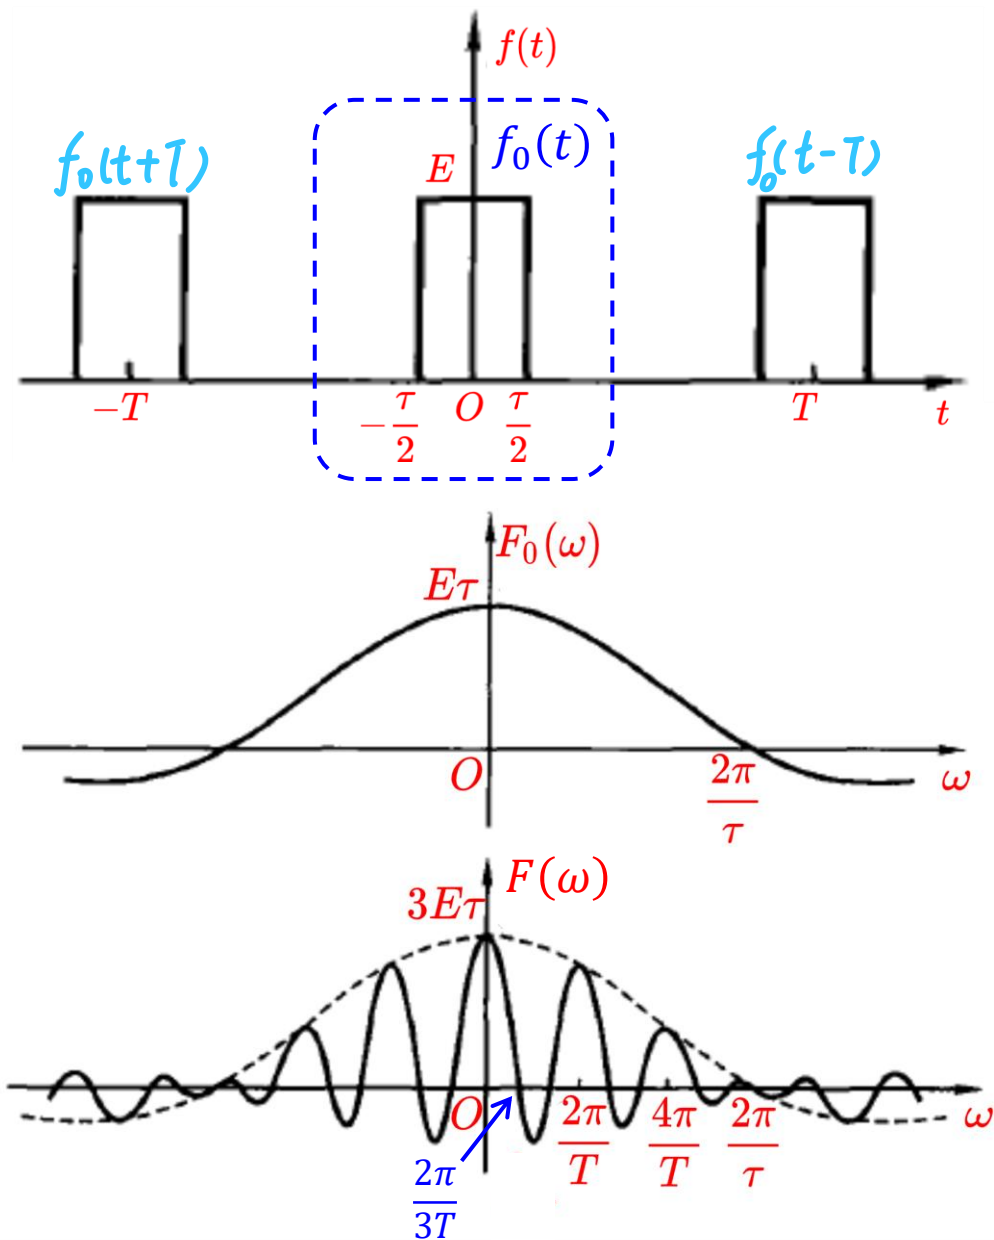 f(t)
f₀(t+T)
E
f₀(t)
f₀(t-T)
−T
−τ/2
O
τ/2
T
t
F₀(ω)
Eτ
O
2π/τ
ω
F(ω)
3Eτ
O
2π/3T
2π/T
4π/T
2π/τ
ω